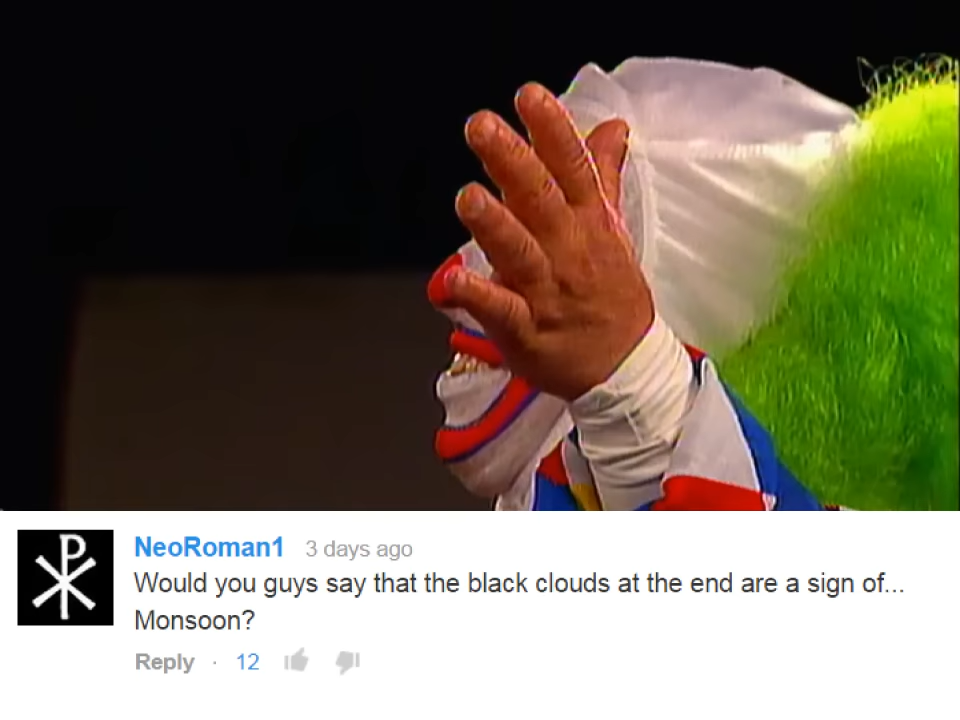 NeoRoman1 3 days ago
Would you guys say that the black clouds at the end are a sign of...
Monsoon?
Reply · 12